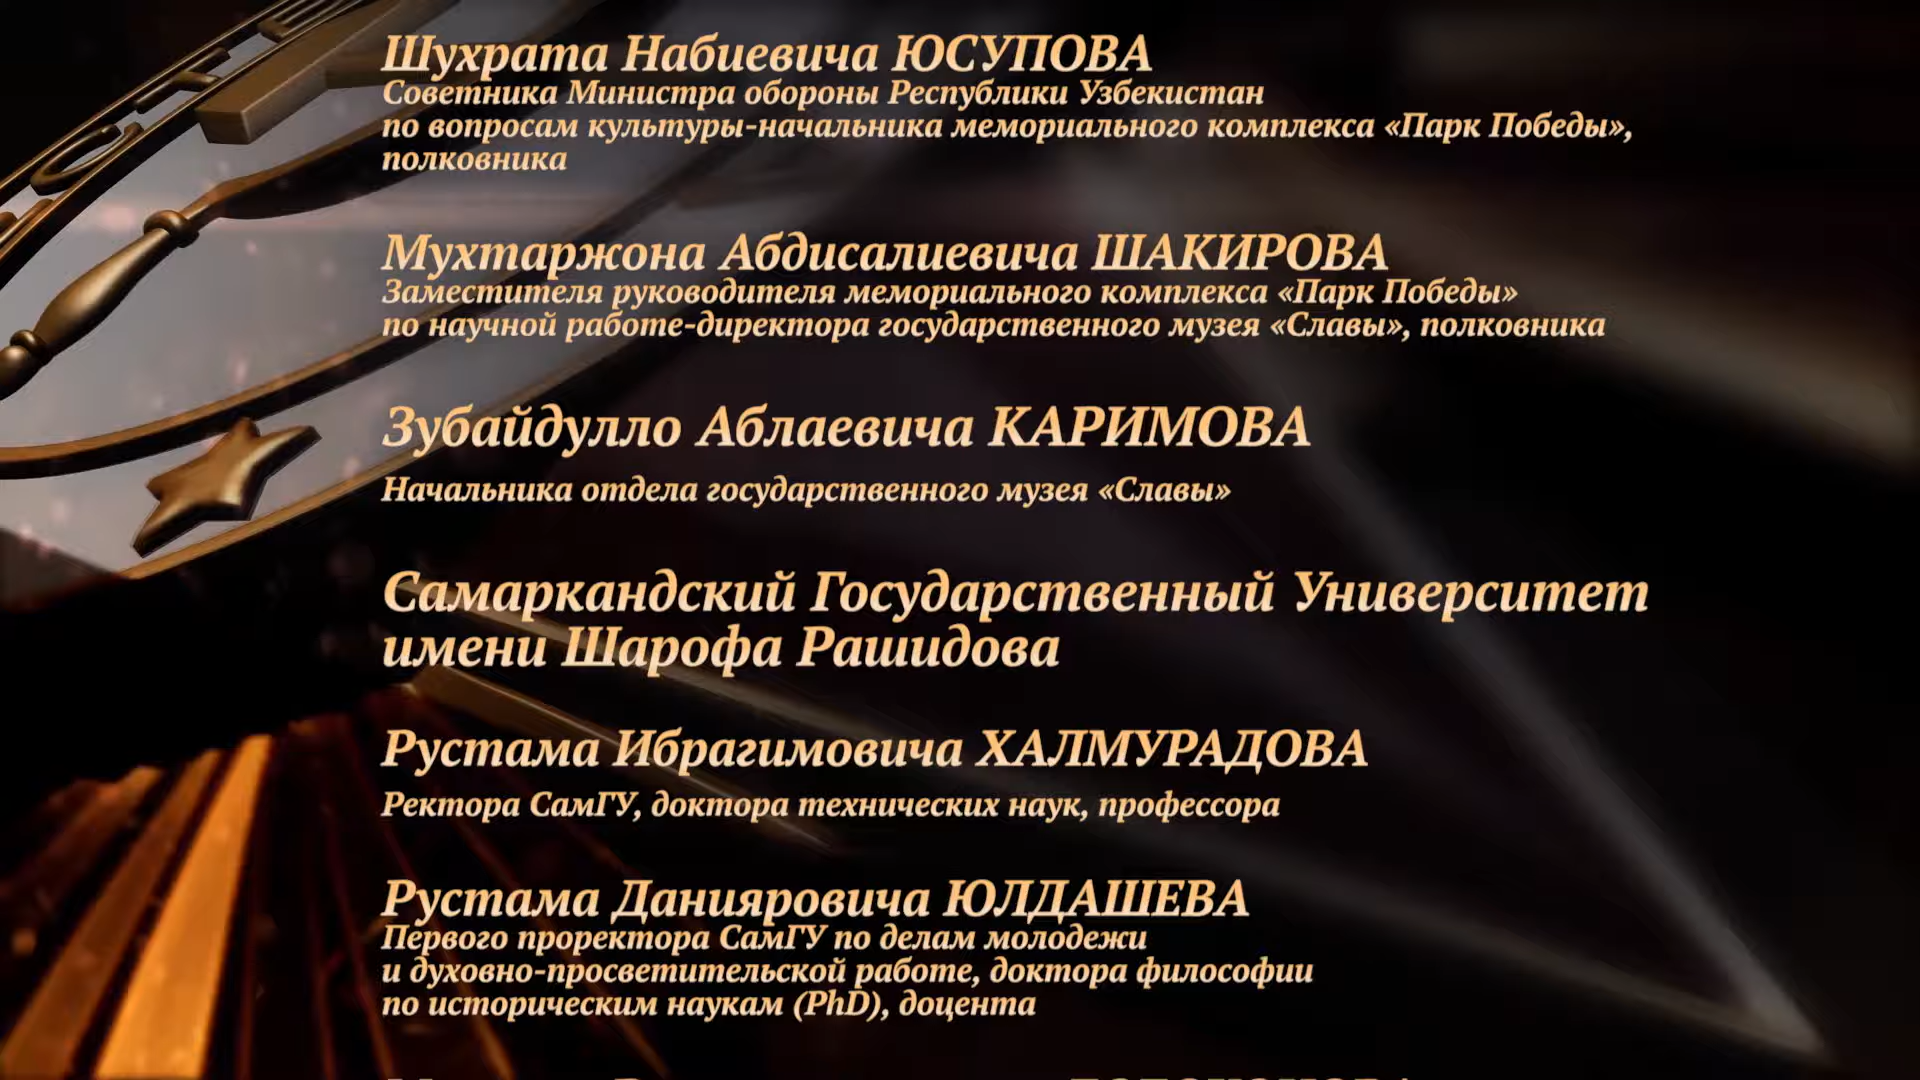 Шухрата Набиевича ЮСУПОВА
Советника Министра обороны Республики Узбекистан
по вопросам культуры-начальника мемориального комплекса «Парк Победы»,
полковника
Мухтаржона Абдисалиевича ШАКИРОВА
Заместителя руководителя мемориального комплекса «Парк Победы»
по научной работе-директора государственного музея «Славы», полковника
Зубайдулло Аблаевича КАРИМОВА
Начальника отдела государственного музея «Славы»
Самаркандский Государственный Университет
имени Шарофа Рашидова
Рустама Ибрагимовича ХАЛМУРАДОВА
Ректора СамГУ, доктора технических наук, профессора
Рустама Данияровича ЮЛДАШЕВА
Первого проректора СамГУ по делам молодежи
и духовно-просветительской работе, доктора философии
по историческим наукам (PhD), доцента